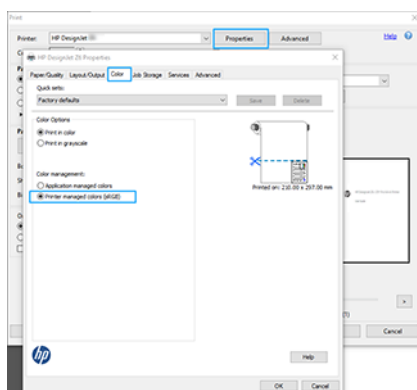 Print
Printer: HP DesignJet
Properties
Advanced
Help
HP DesignJet Z6 Properties
Paper/Quality Layout/Output Color Job Storage Services Advanced
Quick sets:
Factory defaults
Save
Delete
Color Options
Print in color
Print in grayscale
Color management:
Application managed colors
Printer managed colors (sRGB)
Printed on: 210.00 x 297.00 mm
hp
Help
OK
Cancel
Cancel